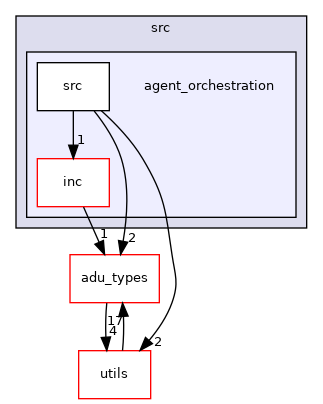 src
src
agent_orchestration
1
inc
1
2
adu_types
17
4
2
utils